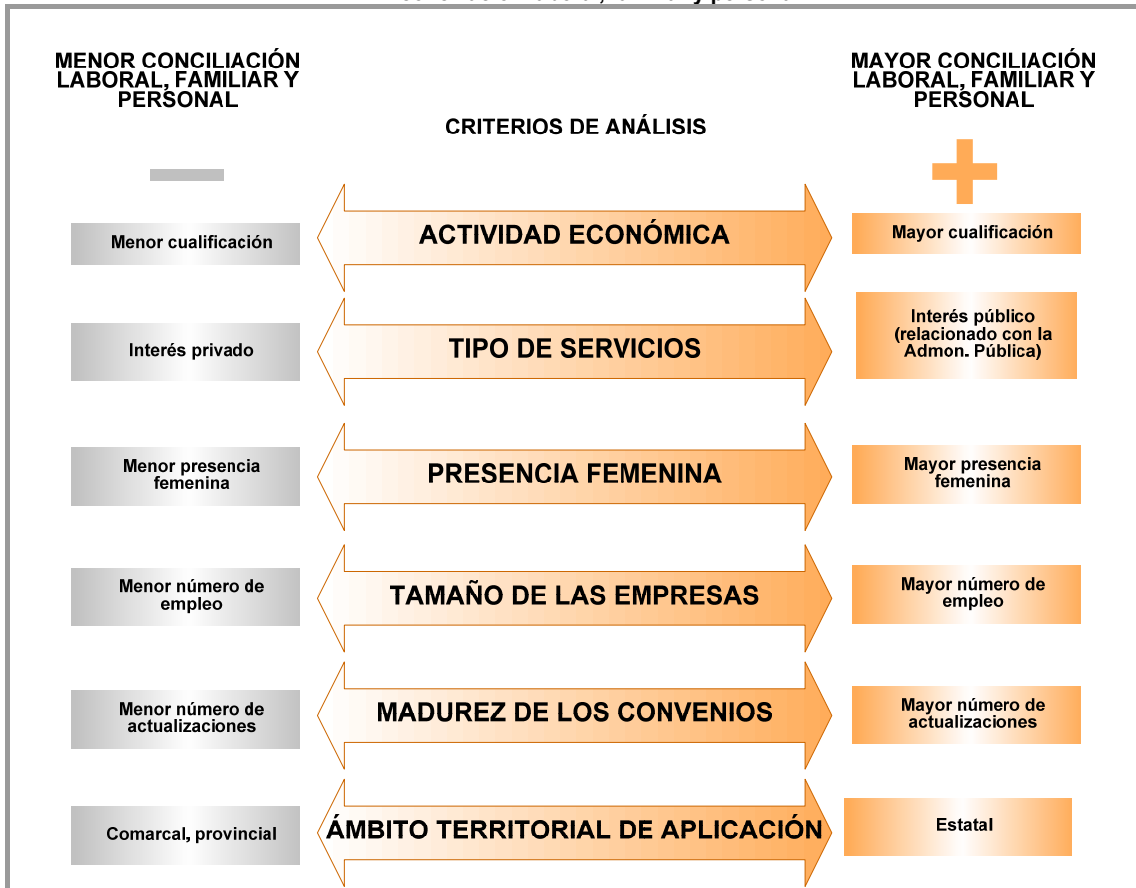 MENOR CONCILIACIÓN
LABORAL, FAMILIAR Y
PERSONAL
MAYOR CONCILIACIÓN
LABORAL, FAMILIAR Y
PERSONAL
CRITERIOS DE ANÁLISIS
Menor cualificación
ACTIVIDAD ECONÓMICA
Mayor cualificación
Interés privado
TIPO DE SERVICIOS
Interés público
(relacionado con la
Admon. Pública)
Menor presencia
femenina
PRESENCIA FEMENINA
Mayor presencia
femenina
Menor número de
empleo
TAMAÑO DE LAS EMPRESAS
Mayor número de
empleo
Menor número de
actualizaciones
MADUREZ DE LOS CONVENIOS
Mayor número de
actualizaciones
Comarcal, provincial
ÁMBITO TERRITORIAL DE APLICACIÓN
Estatal